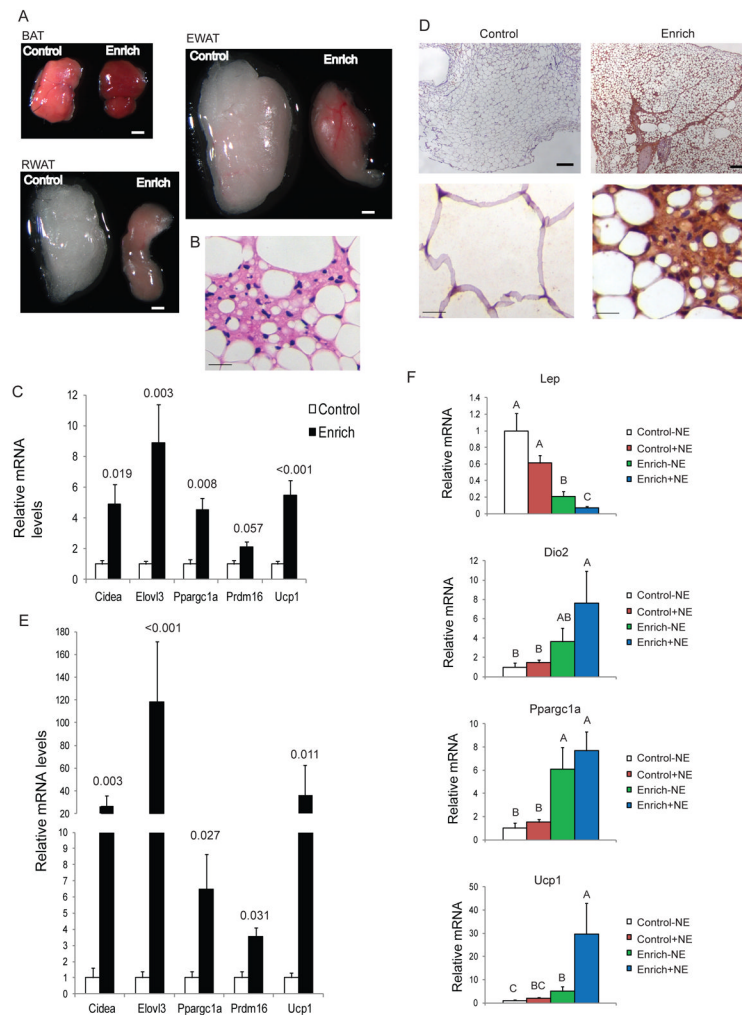 A
BAT
Control Enrich
EWAT
Control
Enrich
RWAT
Control
Enrich
B
C
Relative mRNA
levels
14
12
10
8
6
4
2
0
0.019
0.003
0.008
0.057
<0.001
Control
Enrich
Cidea Elovl3 Ppargc1a Prdm16 Ucp1
D
Control Enrich
E
Relative mRNA levels
180
160
140
120
100
80
60
40
20
10
9
8
7
6
5
4
3
2
1
0
0.003
<0.001
0.027
0.031
0.011
Cidea Elovl3 Ppargc1a Prdm16 Ucp1
F
Lep
Relative mRNA
1.4
1.2
1
0.8
0.6
0.4
0.2
0
A
A
B
C
Control-NE
Control+NE
Enrich-NE
Enrich+NE
Dio2
Relative mRNA
12
10
8
6
4
2
0
B
B
AB
A
Control-NE
Control+NE
Enrich-NE
Enrich+NE
Ppargc1a
Relative mRNA
10
8
6
4
2
0
B
B
A
A
Control-NE
Control+NE
Enrich-NE
Enrich+NE
Ucp1
Relative mRNA
50
40
30
20
10
0
C
BC
B
A
Control-NE
Control+NE
Enrich-NE
Enrich+NE